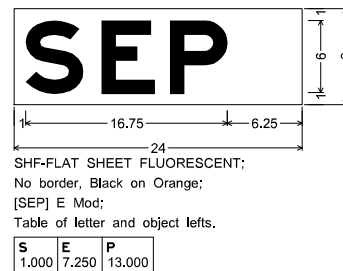 SEP
1
6
1
1
16.75
6.25
24
SHF-FLAT SHEET FLUORESCENT;
No border, Black on Orange;
[SEP] E Mod;
Table of letter and object lefts.
S E P
1.000 7.250 13.000